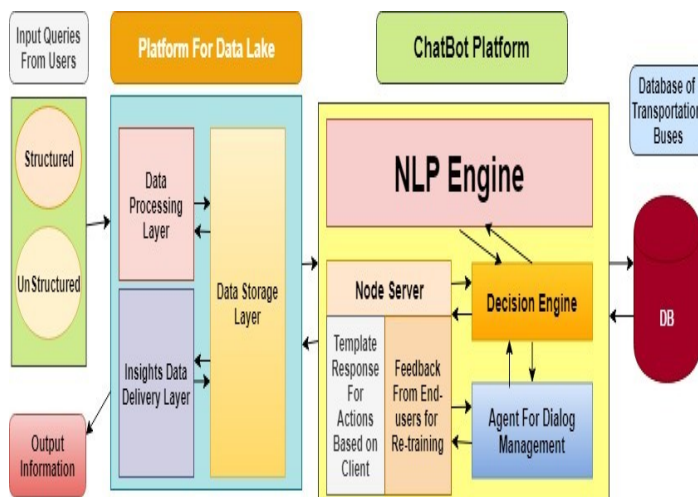 Input Queries
From Users
Platform For Data Lake
ChatBot Platform
Database of
Transportation
Buses
Structured
UnStructured
Data
Processing
Layer
Insights Data
Delivery Layer
Data Storage
Layer
Output
Information
NLP Engine
Node Server
Decision Engine
Template
Response
For
Actions
Based on
Client
Feedback
From End-
users for
Re-training
Agent For Dialog
Management
DB